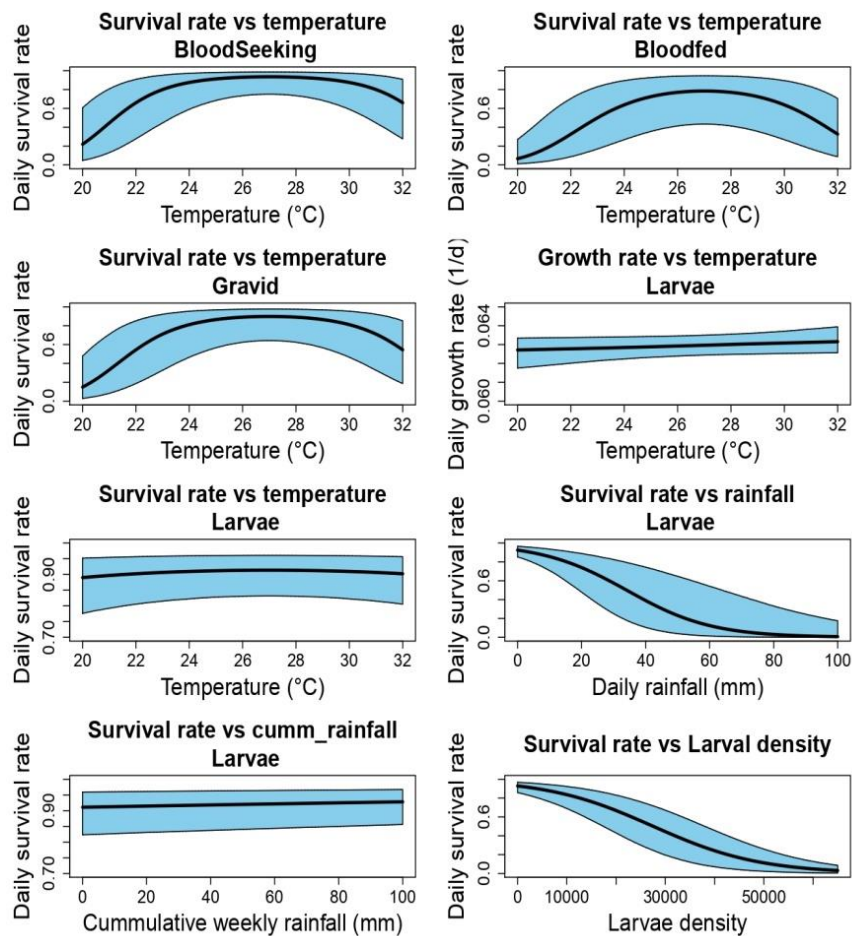 Survival rate vs temperature
BloodSeeking
Daily survival rate
0.0 0.6
20 22 24 26 28 30 32
Temperature (°C)
Survival rate vs temperature
Bloodfed
Daily survival rate
0.0 0.6
20 22 24 26 28 30 32
Temperature (°C)
Survival rate vs temperature
Gravid
Daily survival rate
0.0 0.6
20 22 24 26 28 30 32
Temperature (°C)
Growth rate vs temperature
Larvae
Daily growth rate (1/d)
0.060 0.064
20 22 24 26 28 30 32
Temperature (°C)
Survival rate vs temperature
Larvae
Daily survival rate
0.70 0.90
20 22 24 26 28 30 32
Temperature (°C)
Survival rate vs rainfall
Larvae
Daily survival rate
0.0 0.6
0 20 40 60 80 100
Daily rainfall (mm)
Survival rate vs cumm_rainfall
Larvae
Daily survival rate
0.70 0.90
0 20 40 60 80 100
Cummulative weekly rainfall (mm)
Survival rate vs Larval density
Daily survival rate
0.0 0.6
0 10000 30000 50000
Larvae density